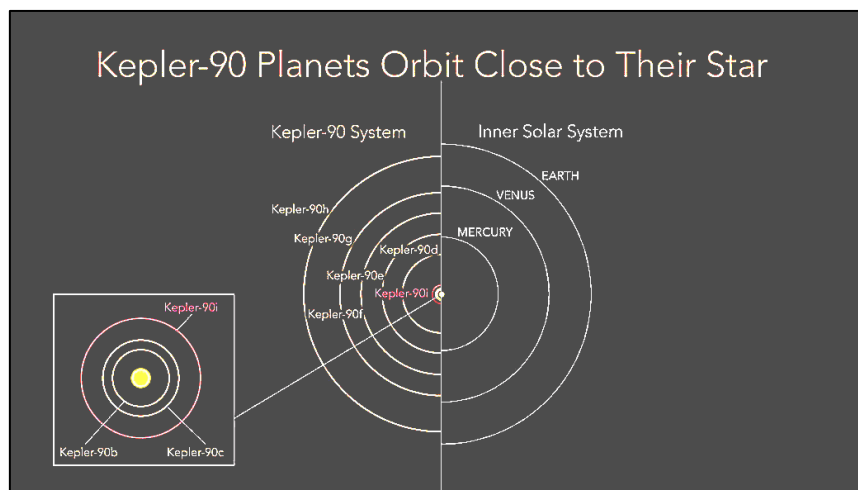 Kepler-90 Planets Orbit Close to Their Star
Kepler-90 System
Inner Solar System
EARTH
VENUS
MERCURY
Kepler-90h
Kepler-90g
Kepler-90d
Kepler-90e
Kepler-90i
Kepler-90f
Kepler-90i
Kepler-90b
Kepler-90c